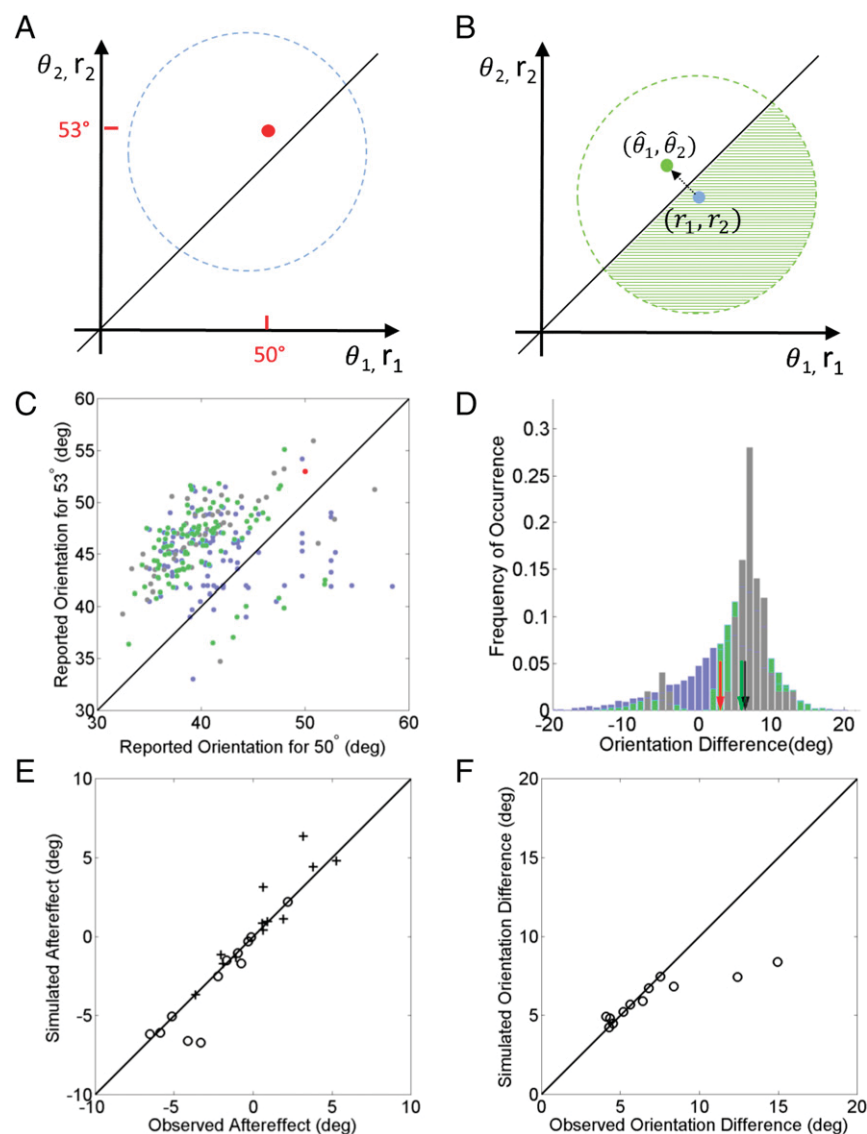 A
θ₂, r₂
53°
50°
θ₁, r₁
B
θ₂, r₂
(θ̂₁, θ̂₂)
(r₁, r₂)
θ₁, r₁
C
Reported Orientation for 53° (deg)
60
55
50
45
40
35
30
30 40 50 60
Reported Orientation for 50° (deg)
D
Frequency of Occurrence
0.3
0.25
0.2
0.15
0.1
0.05
0
-20 -10 0 10 20
Orientation Difference(deg)
E
Simulated Aftereffect (deg)
10
5
0
-5
-10
-10 -5 0 5 10
Observed Aftereffect (deg)
F
Simulated Orientation Difference (deg)
20
15
10
5
0
0 5 10 15 20
Observed Orientation Difference (deg)